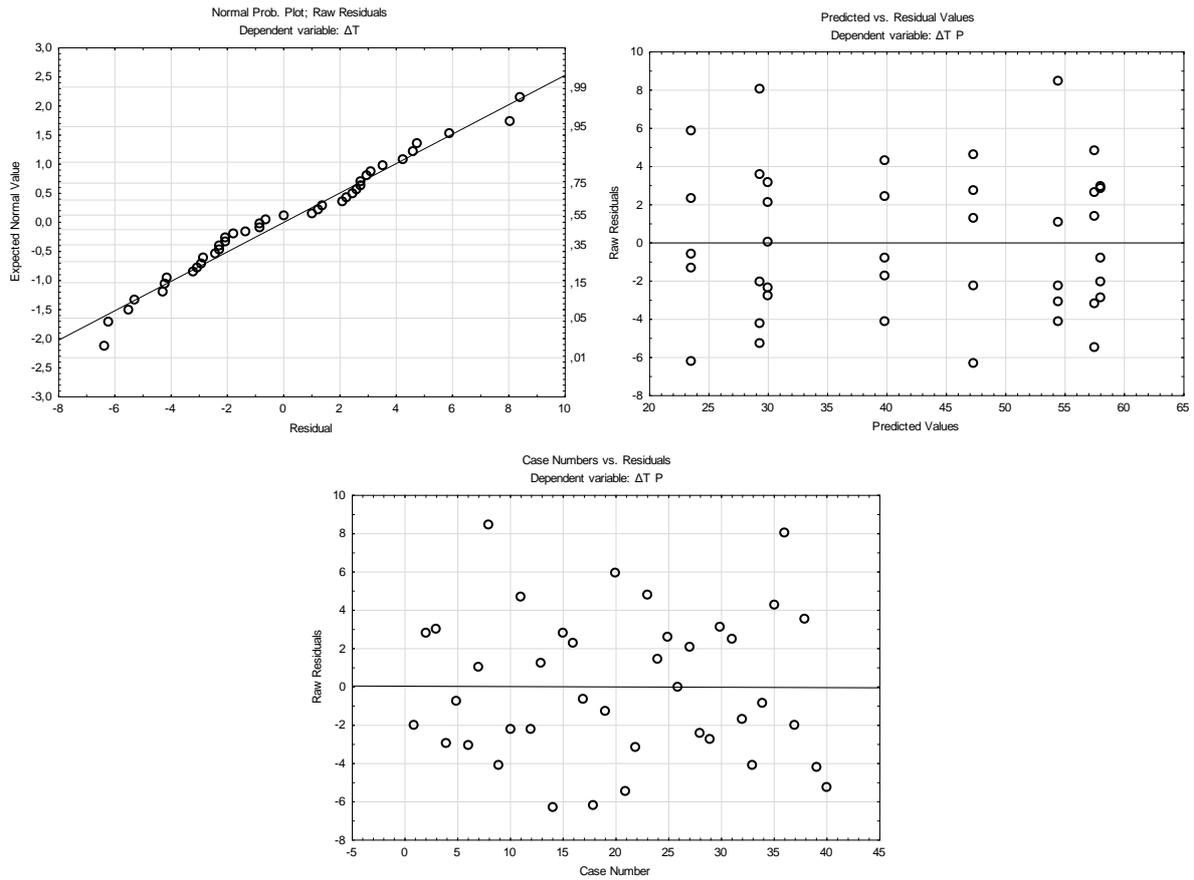 Normal Prob. Plot; Raw Residuals
Dependent variable: ΔT
3,0
2,5
2,0
1,5
1,0
0,5
0,0
-0,5
-1,0
-1,5
-2,0
-2,5
-3,0
Expected Normal Value
,99
,95
,75
,55
,35
,15
,05
,01
-8 -6 -4 -2 0 2 4 6 8 10
Residual
Predicted vs. Residual Values
Dependent variable: ΔT P
10
8
6
4
2
0
-2
-4
-6
-8
Raw Residuals
20 25 30 35 40 45 50 55 60 65
Predicted Values
Case Numbers vs. Residuals
Dependent variable: ΔT P
10
8
6
4
2
0
-2
-4
-6
-8
Raw Residuals
-5 0 5 10 15 20 25 30 35 40 45
Case Number